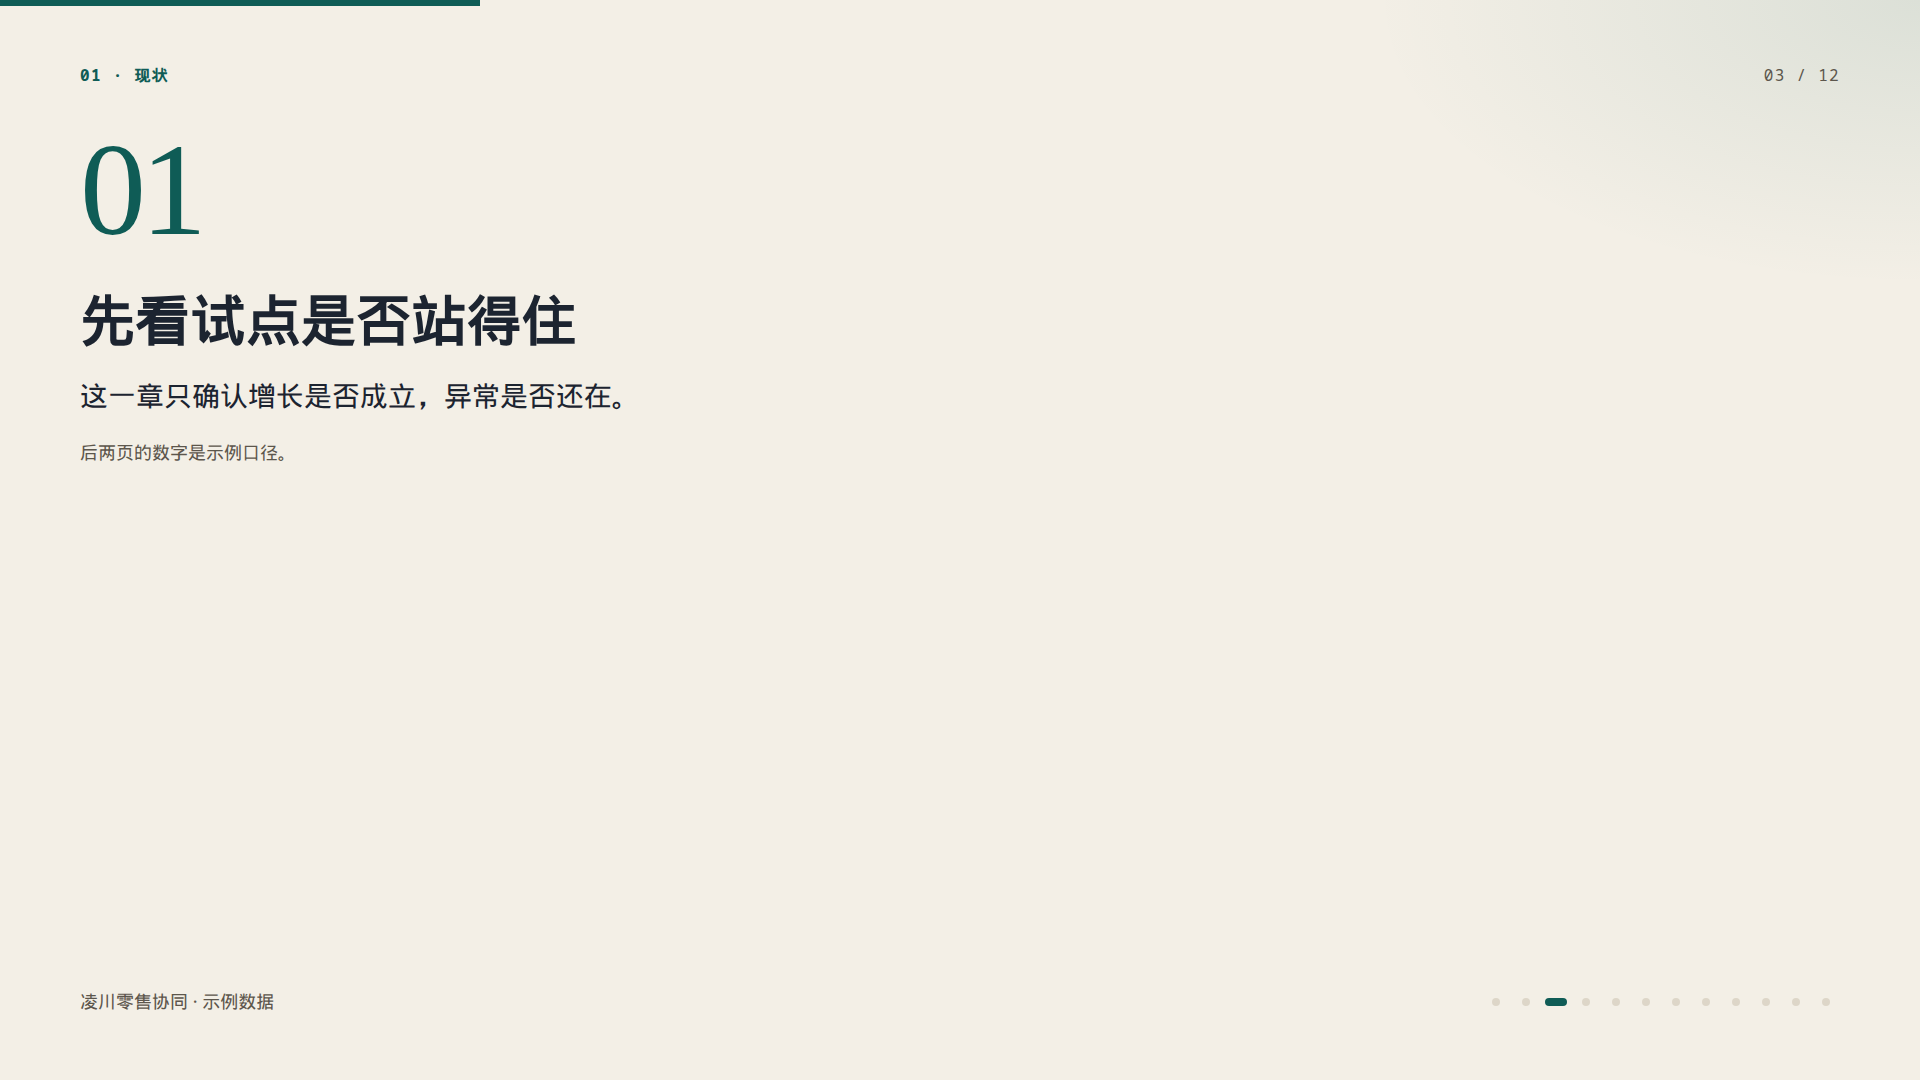 01 · 现状
03 / 12
01
先看试点是否站得住
这一章只确认增长是否成立，异常是否还在。
后两页的数字是示例口径。
凌川零售协同 · 示例数据